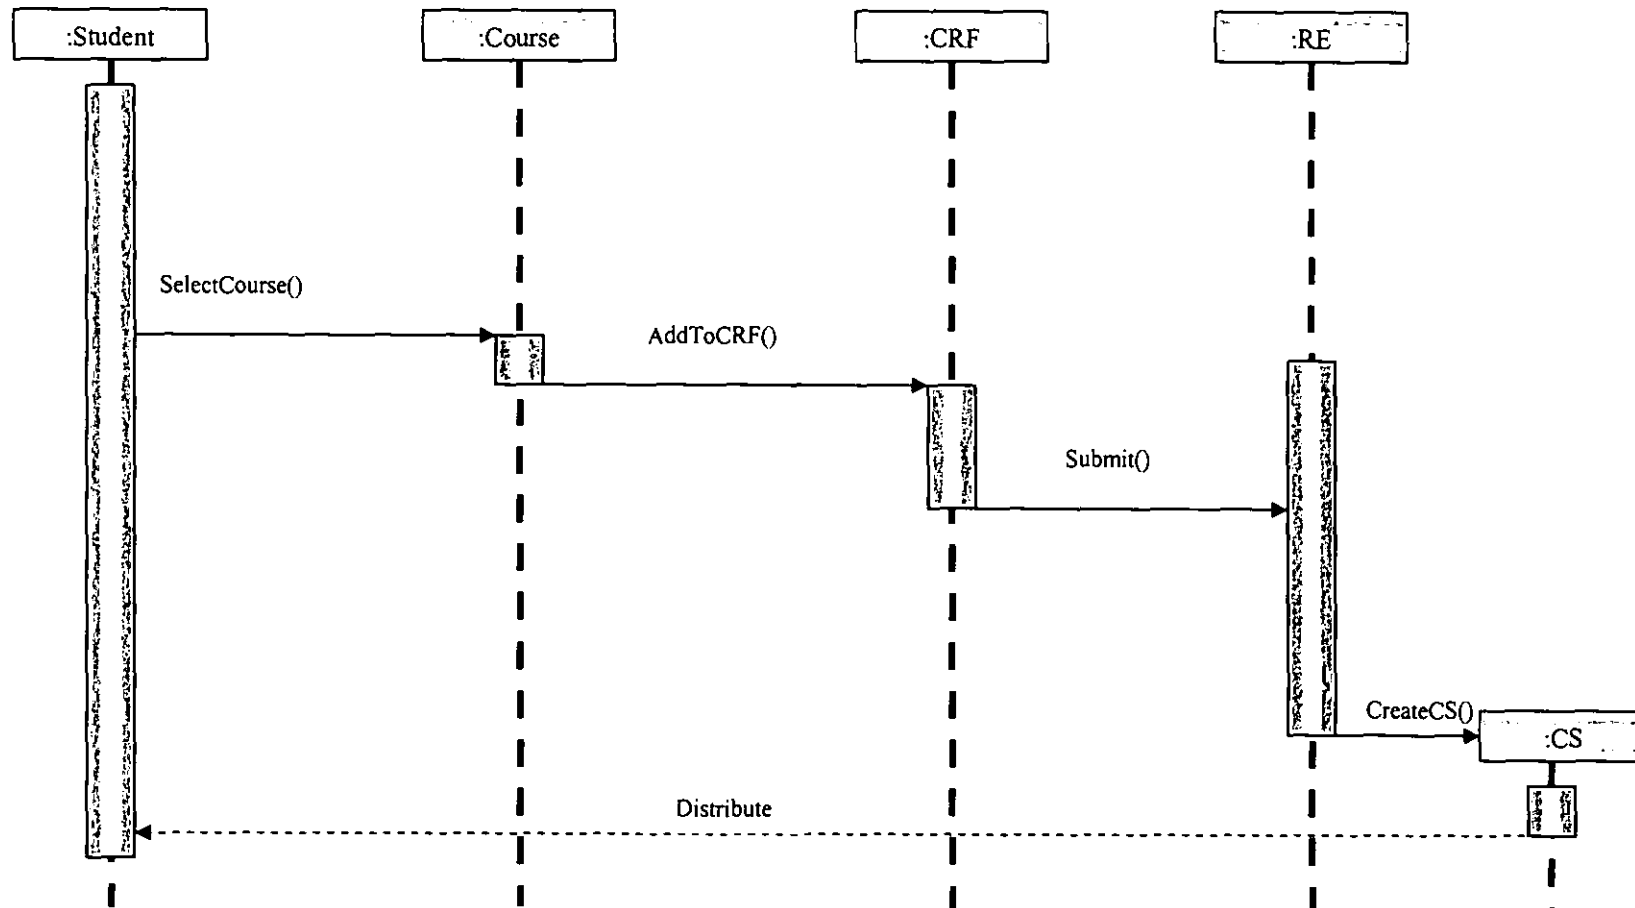 :Student
:Course
:CRF
:RE
SelectCourse()
AddToCRF()
Submit()
CreateCS()
:CS
Distribute